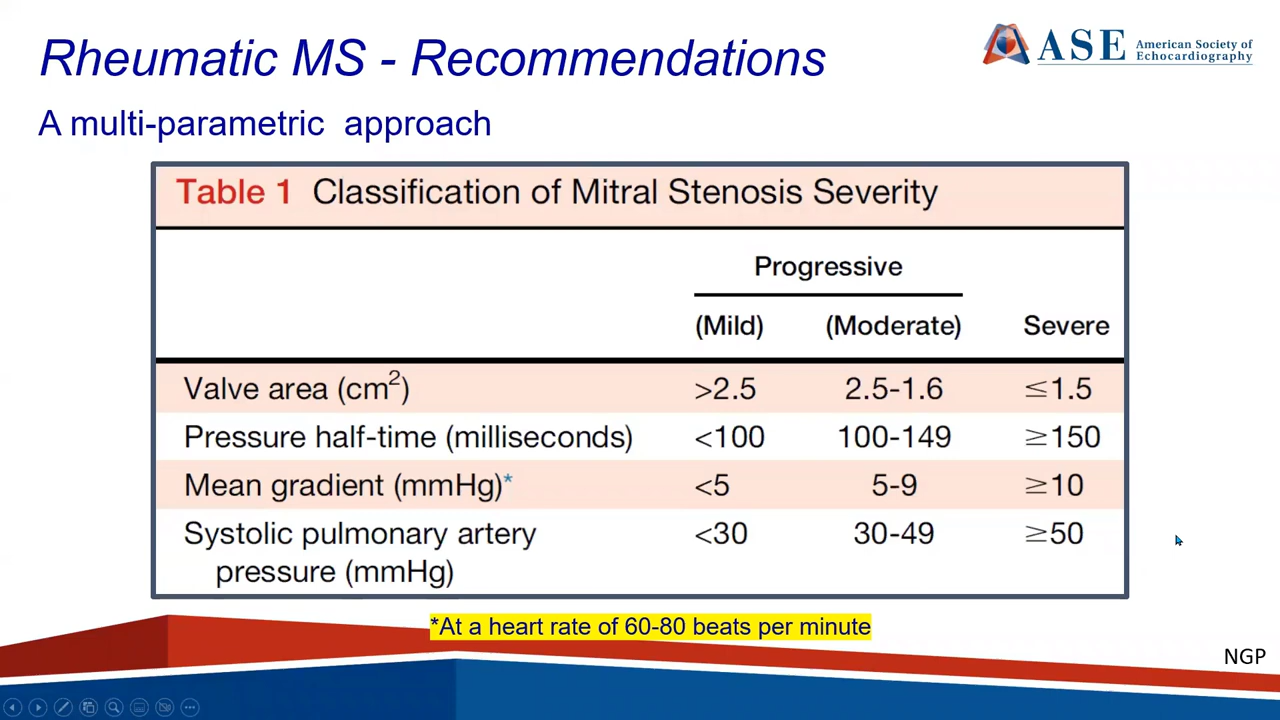 Rheumatic MS - Recommendations
ASE American Society of
Echocardiography
A multi-parametric approach
Table 1 Classification of Mitral Stenosis Severity
Progressive
(Mild) (Moderate) Severe
Valve area (cm²) >2.5 2.5-1.6 ≤1.5
Pressure half-time (milliseconds) <100 100-149 ≥150
Mean gradient (mmHg)* <5 5-9 ≥10
Systolic pulmonary artery <30 30-49 ≥50
pressure (mmHg)
*At a heart rate of 60-80 beats per minute
NGP